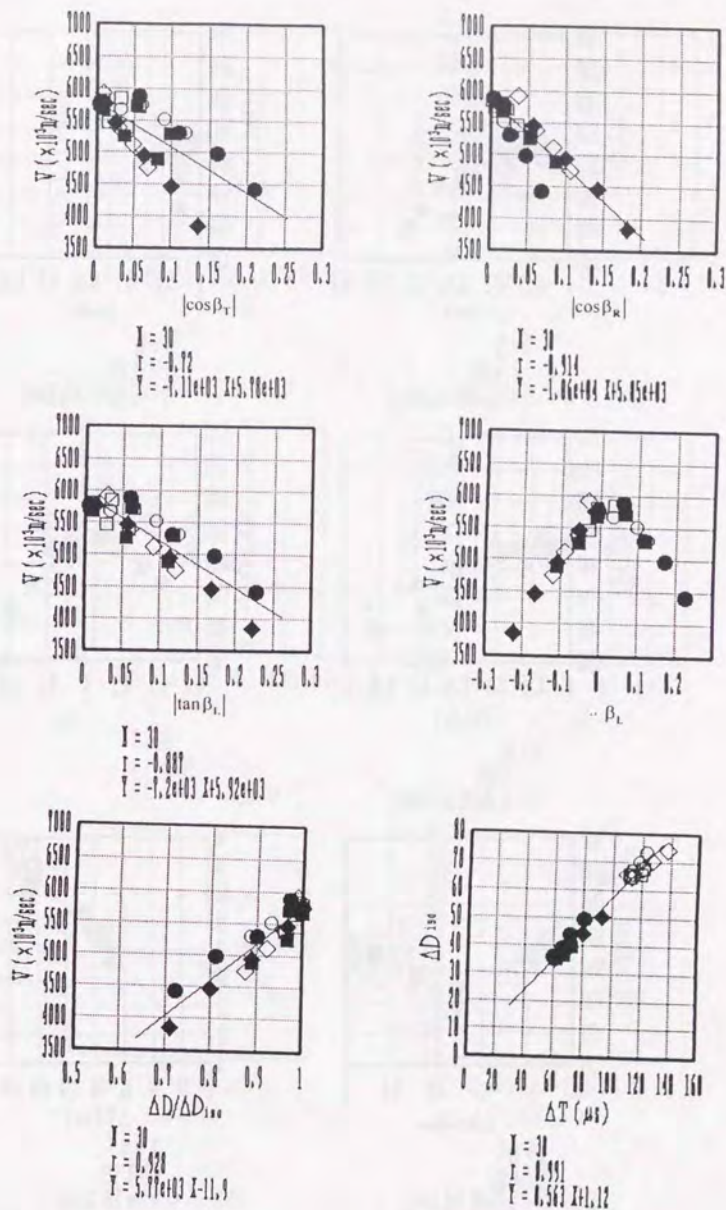 7000
6500
6000
5500
5000
4500
4000
3500
V̄ (×10³m/sec)
0 0.05 0.1 0.15 0.2 0.25 0.3
|cosβT|
N = 30
r = -0.72
Y = -7.11e+03 X+5.78e+03
7000
6500
6000
5500
5000
4500
4000
3500
V̄ (×10³m/sec)
0 0.05 0.1 0.15 0.2 0.25 0.3
|cosβR|
N = 30
r = -0.914
Y = -1.06e+04 X+5.85e+03
7000
6500
6000
5500
5000
4500
4000
3500
V̄ (×10³m/sec)
0 0.05 0.1 0.15 0.2 0.25 0.3
|tanβL|
N = 30
r = -0.887
Y = -7.2e+03 X+5.92e+03
7000
6500
6000
5500
5000
4500
4000
3500
V̄ (×10³m/sec)
-0.3 -0.2 -0.1 0 0.1 0.2
βL
7000
6500
6000
5500
5000
4500
4000
3500
V̄ (×10³m/sec)
0.5 0.6 0.7 0.8 0.9 1
ΔD/ΔDiso
N = 30
r = 0.928
Y = 5.77e+03 X-11.9
80
70
60
50
40
30
20
10
0
ΔDiso
0 20 40 60 80 100 120 140 160
ΔT (μs)
N = 30
r = 0.991
Y = 0.563 X+1.12